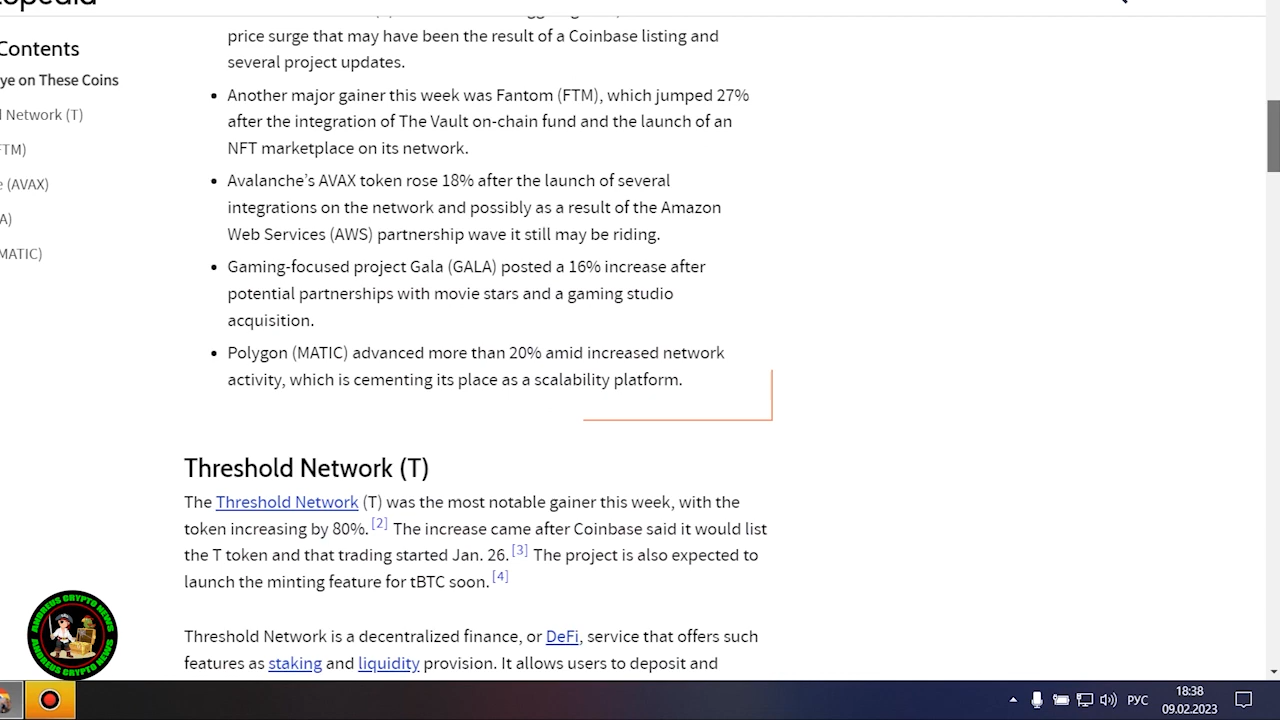 opedia
Contents
price surge that may have been the result of a Coinbase listing and
several project updates.
ye on These Coins
l Network (T)
FTM)
e (AVAX)
A)
MATIC)
• Another major gainer this week was Fantom (FTM), which jumped 27%
after the integration of The Vault on-chain fund and the launch of an
NFT marketplace on its network.
• Avalanche’s AVAX token rose 18% after the launch of several
integrations on the network and possibly as a result of the Amazon
Web Services (AWS) partnership wave it still may be riding.
• Gaming-focused project Gala (GALA) posted a 16% increase after
potential partnerships with movie stars and a gaming studio
acquisition.
• Polygon (MATIC) advanced more than 20% amid increased network
activity, which is cementing its place as a scalability platform.
Threshold Network (T)
The Threshold Network (T) was the most notable gainer this week, with the
token increasing by 80%.[2] The increase came after Coinbase said it would list
the T token and that trading started Jan. 26.[3] The project is also expected to
launch the minting feature for tBTC soon.[4]
Threshold Network is a decentralized finance, or DeFi, service that offers such
features as staking and liquidity provision. It allows users to deposit and
ANDREUS CRYPTO NEWS
ANDREUS CRYPTO NEWS
РУС
18:38
09.02.2023